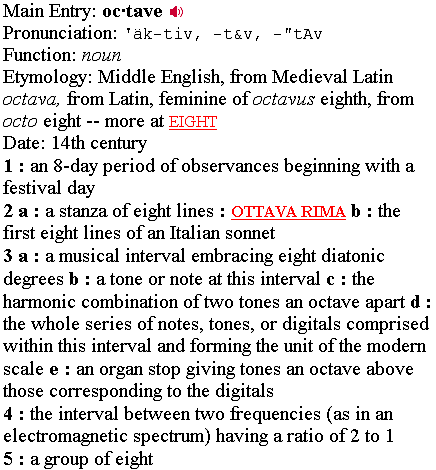 Main Entry: oc·tave
Pronunciation: 'äk-tiv, -t&v, -"tAv
Function: noun
Etymology: Middle English, from Medieval Latin
octava, from Latin, feminine of octavus eighth, from
octo eight -- more at EIGHT
Date: 14th century
1 : an 8-day period of observances beginning with a
festival day
2 a : a stanza of eight lines : OTTAVA RIMA b : the
first eight lines of an Italian sonnet
3 a : a musical interval embracing eight diatonic
degrees b : a tone or note at this interval c : the
harmonic combination of two tones an octave apart d :
the whole series of notes, tones, or digitals comprised
within this interval and forming the unit of the modern
scale e : an organ stop giving tones an octave above
those corresponding to the digitals
4 : the interval between two frequencies (as in an
electromagnetic spectrum) having a ratio of 2 to 1
5 : a group of eight